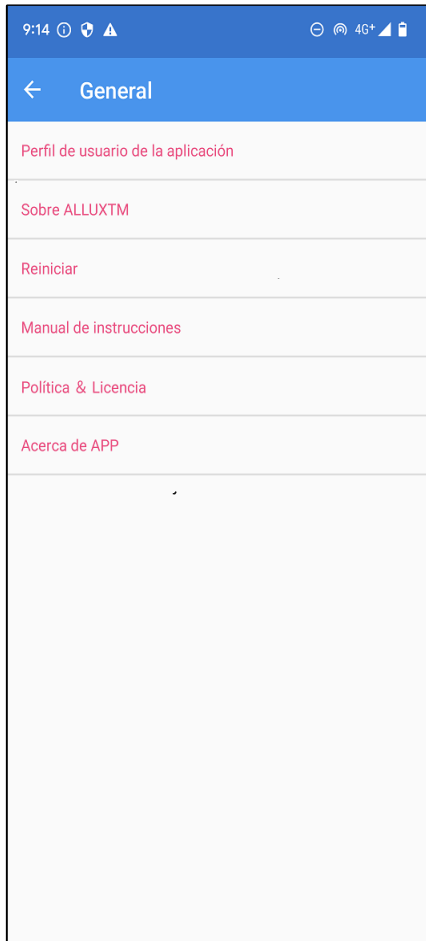 9:14 4G+
General
Perfil de usuario de la aplicación
Sobre ALLUXTM
Reiniciar
Manual de instrucciones
Política & Licencia
Acerca de APP